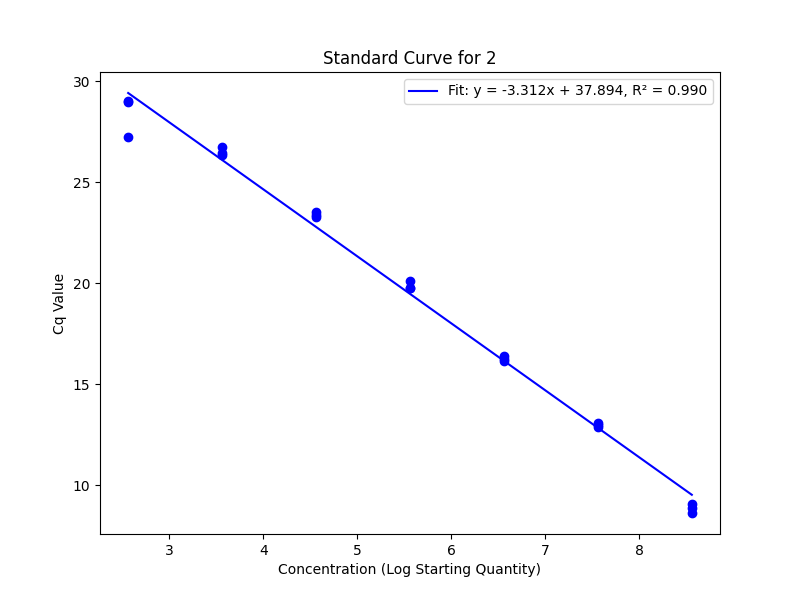 Standard Curve for 2
Fit: y = -3.312x + 37.894, R² = 0.990
30
25
20
15
10
Cq Value
3 4 5 6 7 8
Concentration (Log Starting Quantity)